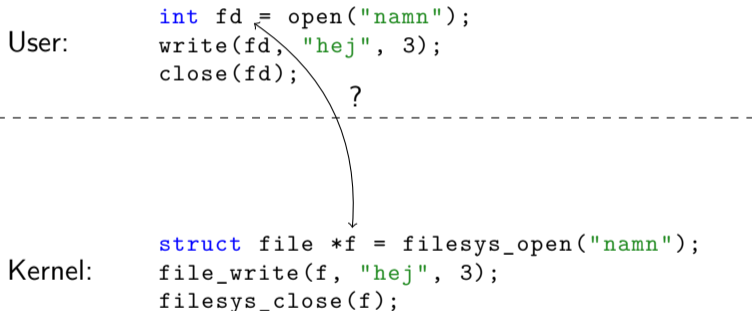 int fd = open("namn");
User: write(fd, "hej", 3);
close(fd);
?
struct file *f = filesys_open("namn");
Kernel: file_write(f, "hej", 3);
filesys_close(f);